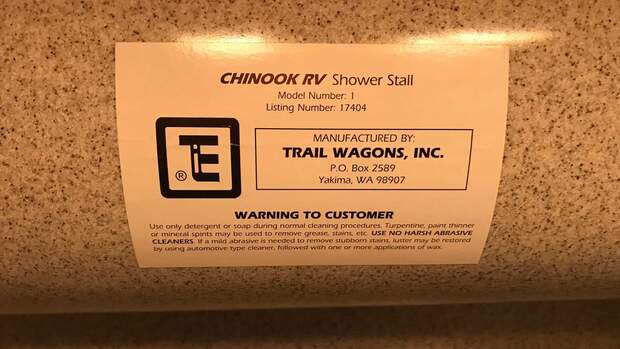 CHINOOK RV Shower Stall
Model Number: 1
Listing Number: 17404
TiE
®
MANUFACTURED BY:
TRAIL WAGONS, INC.
P.O. Box 2589
Yakima, WA 98907
WARNING TO CUSTOMER
Use only detergent or soap during normal cleaning procedures. Turpentine, paint thinner
or mineral spirits may be used to remove grease, stains, etc. USE NO HARSH ABRASIVE
CLEANERS. If a mild abrasive is needed to remove stubborn stains, luster may be restored
by using automotive type cleaner, followed with one or more applications of wax.